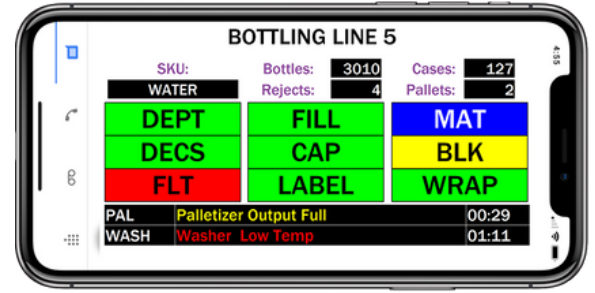 BOTTLING LINE 5
SKU: Bottles: 3010 Cases: 127
WATER Rejects: 4 Pallets: 2
DEPT FILL MAT
DECS CAP BLK
FLT LABEL WRAP
PAL Palletizer Output Full 00:29
WASH Washer Low Temp 01:11
4:55